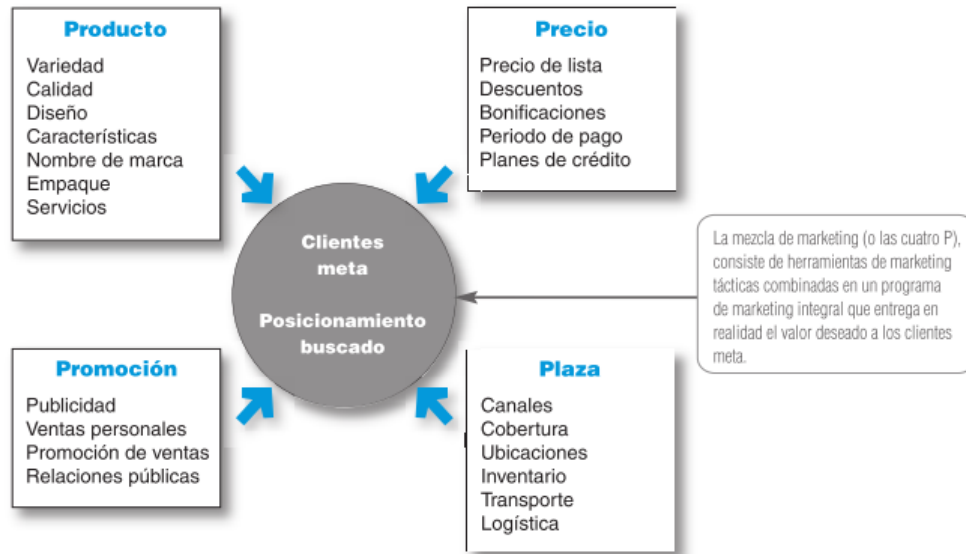 Producto
Variedad
Calidad
Diseño
Características
Nombre de marca
Empaque
Servicios
Precio
Precio de lista
Descuentos
Bonificaciones
Periodo de pago
Planes de crédito
Clientes
meta
Posicionamiento
buscado
La mezcla de marketing (o las cuatro P),
consiste de herramientas de marketing
tácticas combinadas en un programa
de marketing integral que entrega en
realidad el valor deseado a los clientes
meta.
Promoción
Publicidad
Ventas personales
Promoción de ventas
Relaciones públicas
Plaza
Canales
Cobertura
Ubicaciones
Inventario
Transporte
Logística